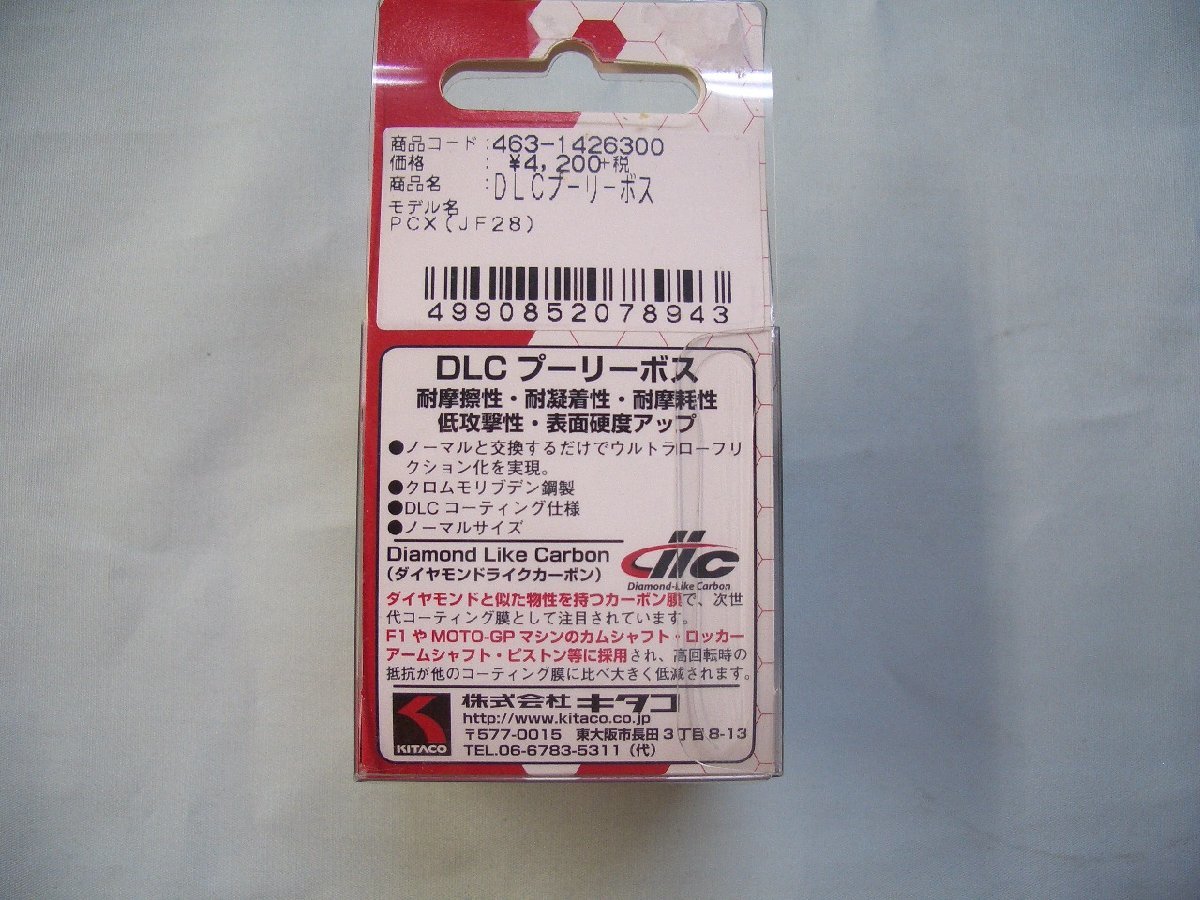 商品コード:463-1426300
価格 : ¥4,200+税
商品名 :DLCプーリーボス
モデル名
PCX(JF28)
4990852078943
DLC プーリーボス
耐摩擦性・耐凝着性・耐摩耗性
低攻撃性・表面硬度アップ
●ノーマルと交換するだけでウルトラローフリ
クション化を実現。
●クロムモリブデン鋼製
●DLC コーティング仕様
●ノーマルサイズ
Diamond Like Carbon
(ダイヤモンドライクカーボン)
DLC
Diamond-Like Carbon
ダイヤモンドと似た物性を持つカーボン膜で、次世
代コーティング膜として注目されています。
F1 や MOTO-GP マシンのカムシャフト・ロッカー
アームシャフト・ピストン等に採用され、高回転時の
抵抗が他のコーティング膜に比べ大きく低減されます。
KITACO
株式会社 キタコ
http://www.kitaco.co.jp
〒577-0015 東大阪市長田3丁目8-13
TEL.06-6783-5311(代)